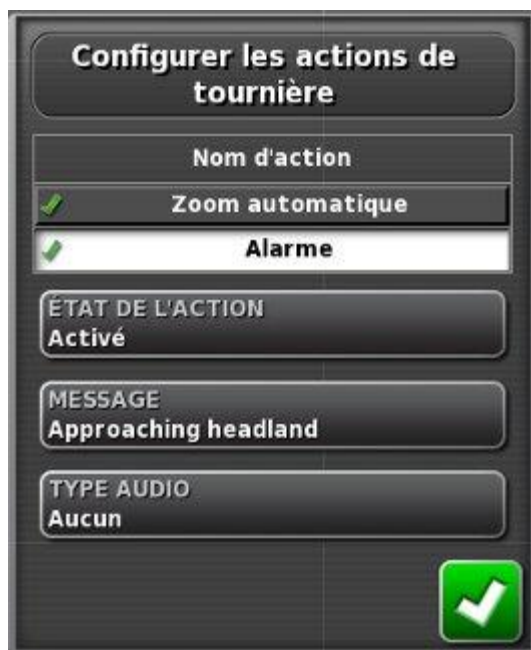 Configurer les actions de
tournière
Nom d'action
Zoom automatique
Alarme
ÉTAT DE L'ACTION
Activé
MESSAGE
Approaching headland
TYPE AUDIO
Aucun